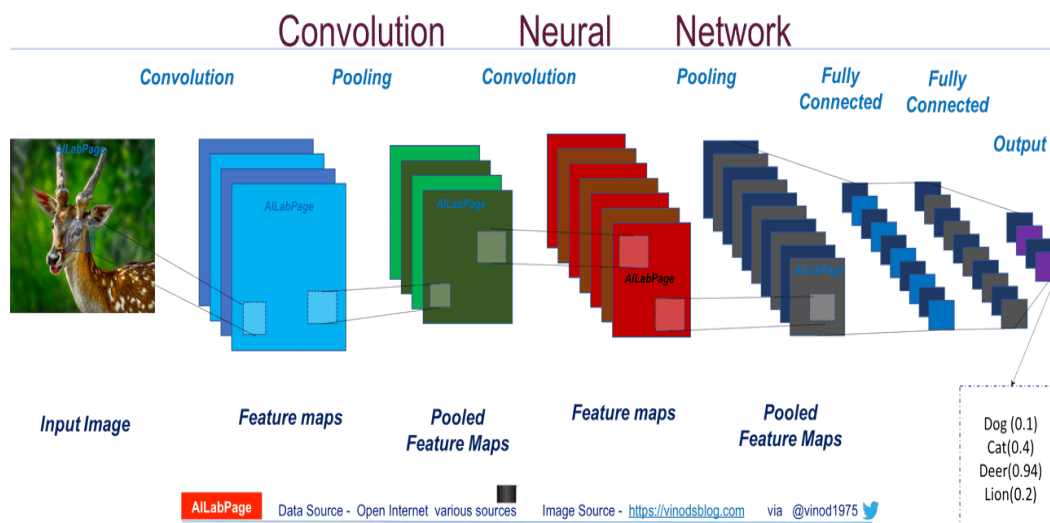 Convolution Neural Network
Convolution Pooling Convolution Pooling Fully Connected Fully Connected Output
AILabPage
AILabPage
AILabPage
AILabPage
AILabPage
Input Image Feature maps Pooled Feature Maps Feature maps Pooled Feature Maps
Dog (0.1)
Cat(0.4)
Deer(0.94)
Lion(0.2)
AILabPage Data Source - Open Internet various sources Image Source - https://vinodsblog.com via @vinod1975